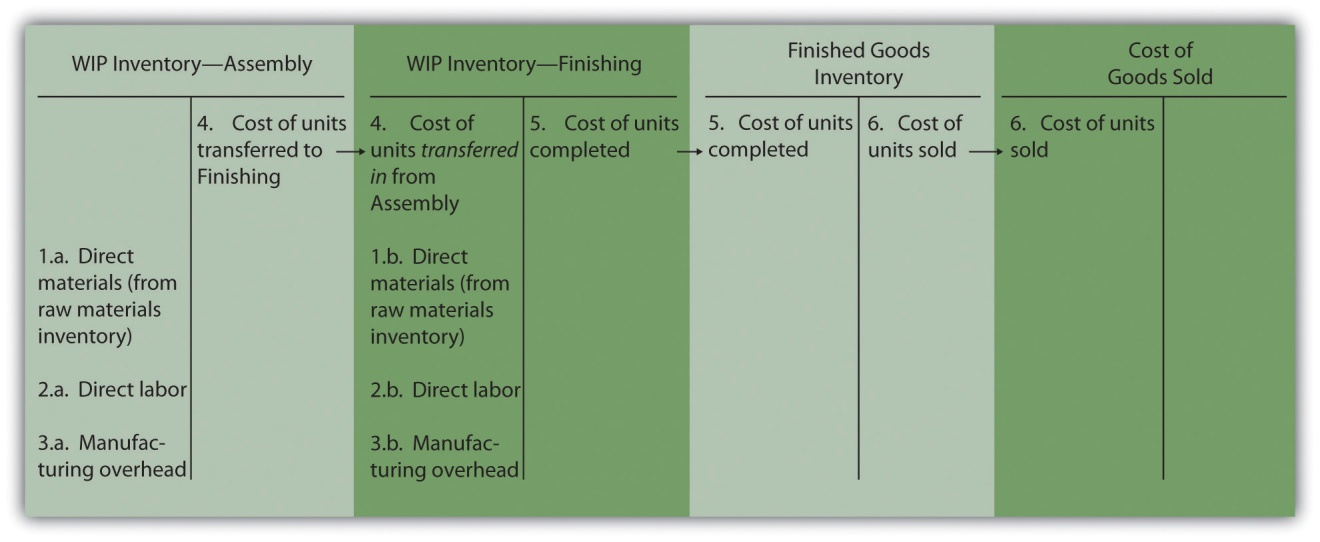 WIP Inventory—Assembly
4. Cost of units
transferred to
Finishing
1.a. Direct
materials (from
raw materials
inventory)
2.a. Direct labor
3.a. Manufac-
turing overhead
WIP Inventory—Finishing
4. Cost of
units transferred
in from
Assembly
1.b. Direct
materials (from
raw materials
inventory)
2.b. Direct labor
3.b. Manufac-
turing overhead
5. Cost of units
completed
Finished Goods
Inventory
5. Cost of units
completed
6. Cost of
units sold
Cost of
Goods Sold
6. Cost of units
sold